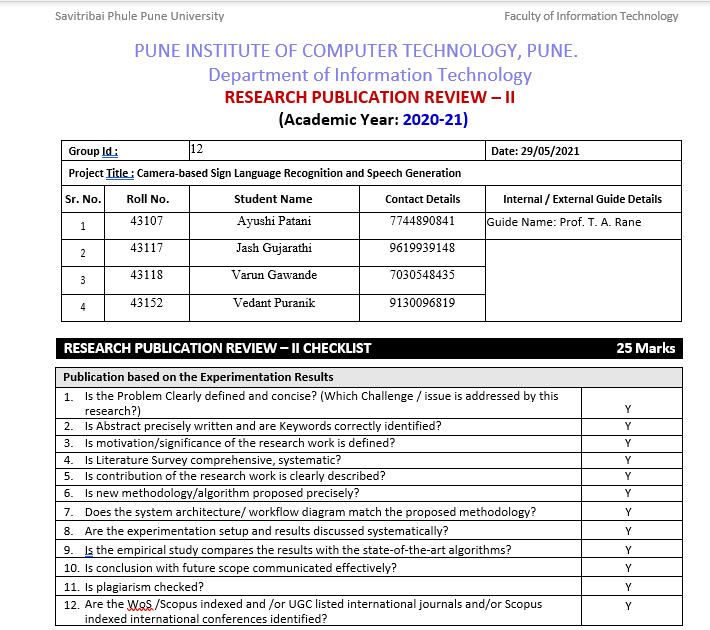 Savitribai Phule Pune University Faculty of Information Technology
PUNE INSTITUTE OF COMPUTER TECHNOLOGY, PUNE.
Department of Information Technology
RESEARCH PUBLICATION REVIEW – II
(Academic Year: 2020-21)
Group Id : 12 Date: 29/05/2021
Project Title : Camera-based Sign Language Recognition and Speech Generation
Sr. No. Roll No. Student Name Contact Details Internal / External Guide Details
1 43107 Ayushi Patani 7744890841 Guide Name: Prof. T. A. Rane
2 43117 Jash Gujarathi 9619939148
3 43118 Varun Gawande 7030548435
4 43152 Vedant Puranik 9130096819
RESEARCH PUBLICATION REVIEW – II CHECKLIST 25 Marks
Publication based on the Experimentation Results
1. Is the Problem Clearly defined and concise? (Which Challenge / issue is addressed by this
research?) Y
2. Is Abstract precisely written and are Keywords correctly identified? Y
3. Is motivation/significance of the research work is defined? Y
4. Is Literature Survey comprehensive, systematic? Y
5. Is contribution of the research work is clearly described? Y
6. Is new methodology/algorithm proposed precisely? Y
7. Does the system architecture/ workflow diagram match the proposed methodology? Y
8. Are the experimentation setup and results discussed systematically? Y
9. Is the empirical study compares the results with the state-of-the-art algorithms? Y
10. Is conclusion with future scope communicated effectively? Y
11. Is plagiarism checked? Y
12. Are the WoS /Scopus indexed and /or UGC listed international journals and/or Scopus Y
indexed international conferences identified?